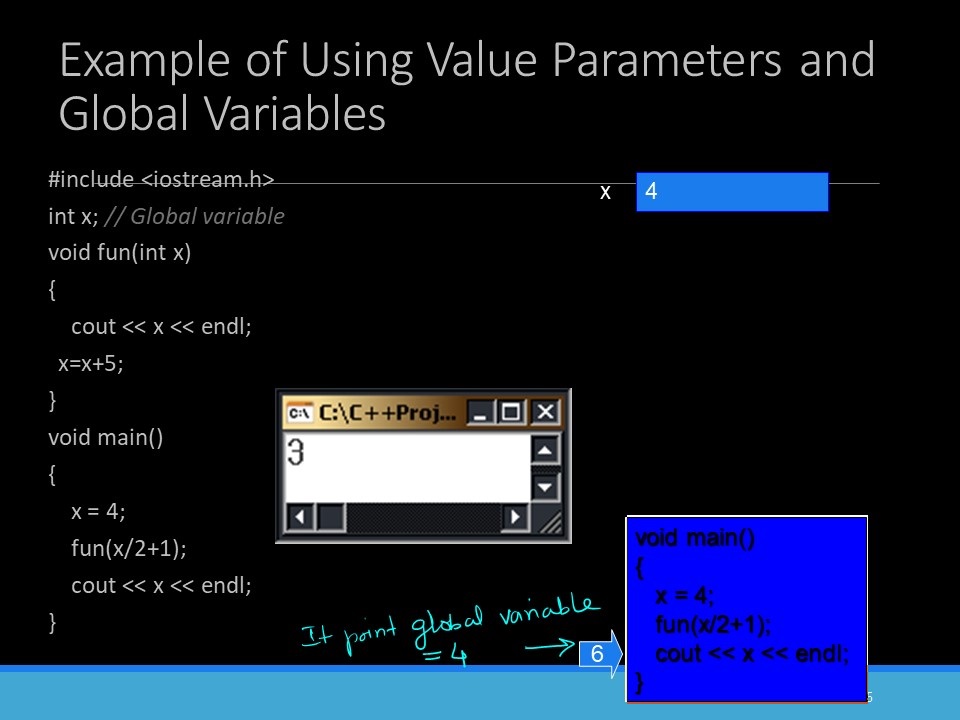 Example of Using Value Parameters and
Global Variables
#include <iostream.h>
int x; // Global variable
void fun(int x)
{
cout << x << endl;
x=x+5;
}
void main()
{
x = 4;
fun(x/2+1);
cout << x << endl;
}
x 4
C:\C++Proj...
3
It point global variable
= 4
6
void main()
{
x = 4;
fun(x/2+1);
cout << x << endl;
}
5